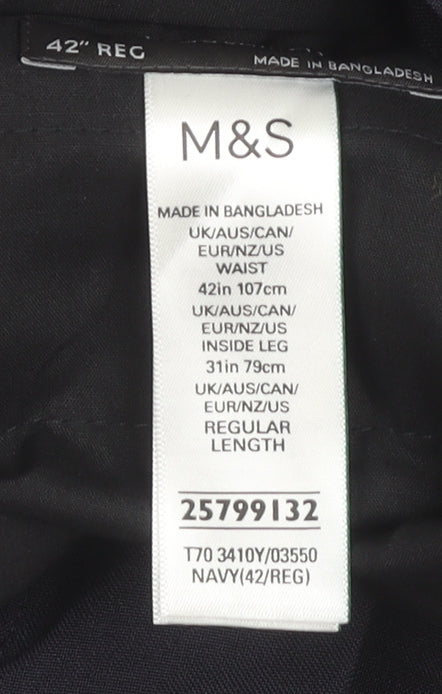 42" REG
MADE IN BANGLADESH
M&S
MADE IN BANGLADESH
UK/AUS/CAN/
EUR/NZ/US
WAIST
42in 107cm
UK/AUS/CAN/
EUR/NZ/US
INSIDE LEG
31in 79cm
UK/AUS/CAN/
EUR/NZ/US
REGULAR
LENGTH
25799132
T70 3410Y/03550
NAVY(42/REG)